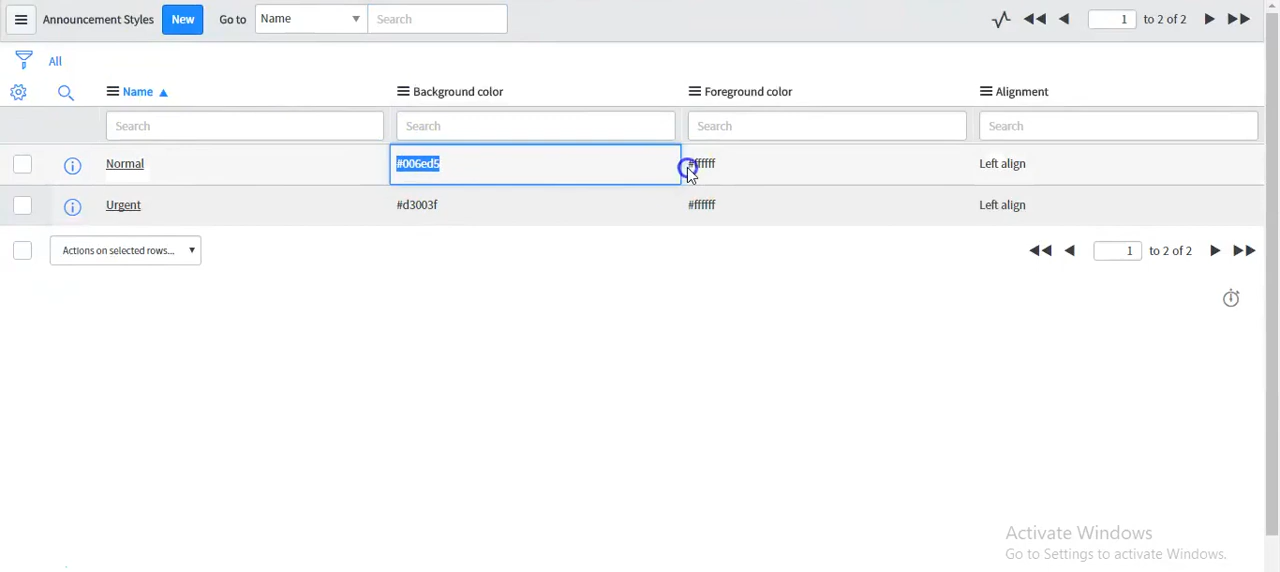 Announcement Styles New Go to Name Search 1 to 2 of 2
All
Name Background color Foreground color Alignment
Search Search Search Search
Normal #006ed5 #ffffff Left align
Urgent #d3003f #ffffff Left align
Actions on selected rows... 1 to 2 of 2
Activate Windows
Go to Settings to activate Windows.